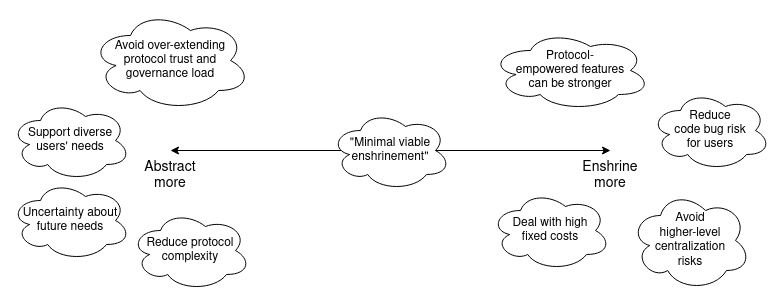 Avoid over-extending
protocol trust and
governance load
Protocol-
empowered features
can be stronger
Support diverse
users' needs
"Minimal viable
enshrinement"
Reduce
code bug risk
for users
Abstract
more
Enshrine
more
Uncertainty about
future needs
Reduce protocol
complexity
Deal with high
fixed costs
Avoid
higher-level
centralization
risks